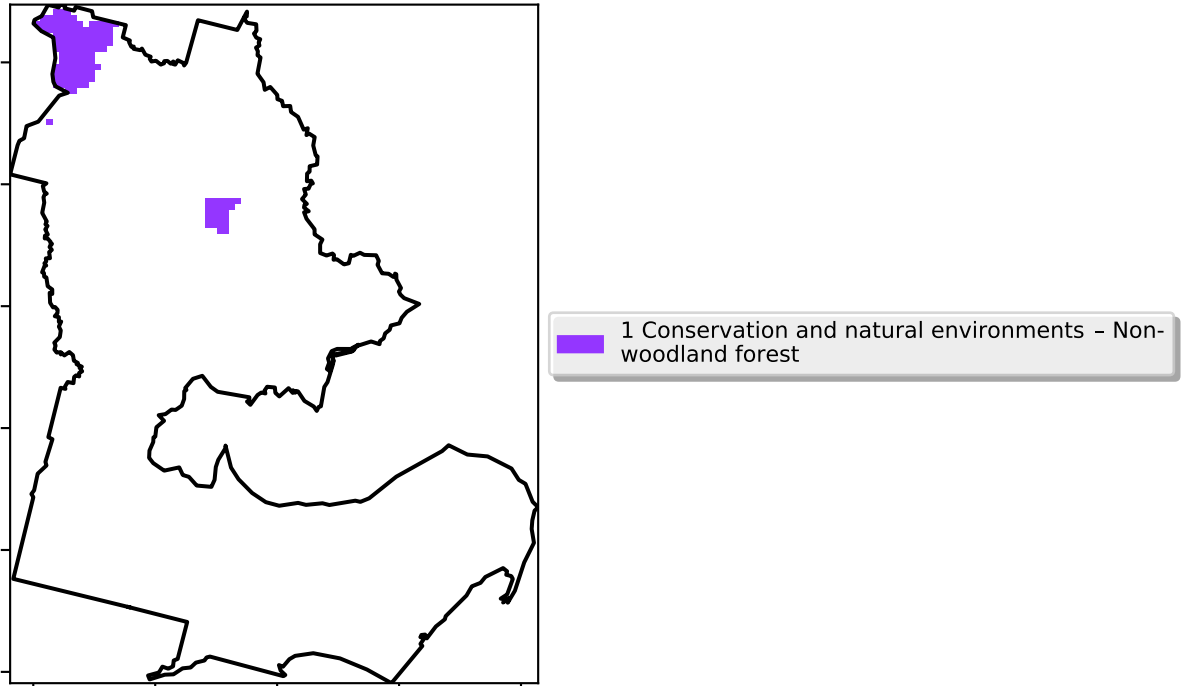 1 Conservation and natural environments – Non-
woodland forest